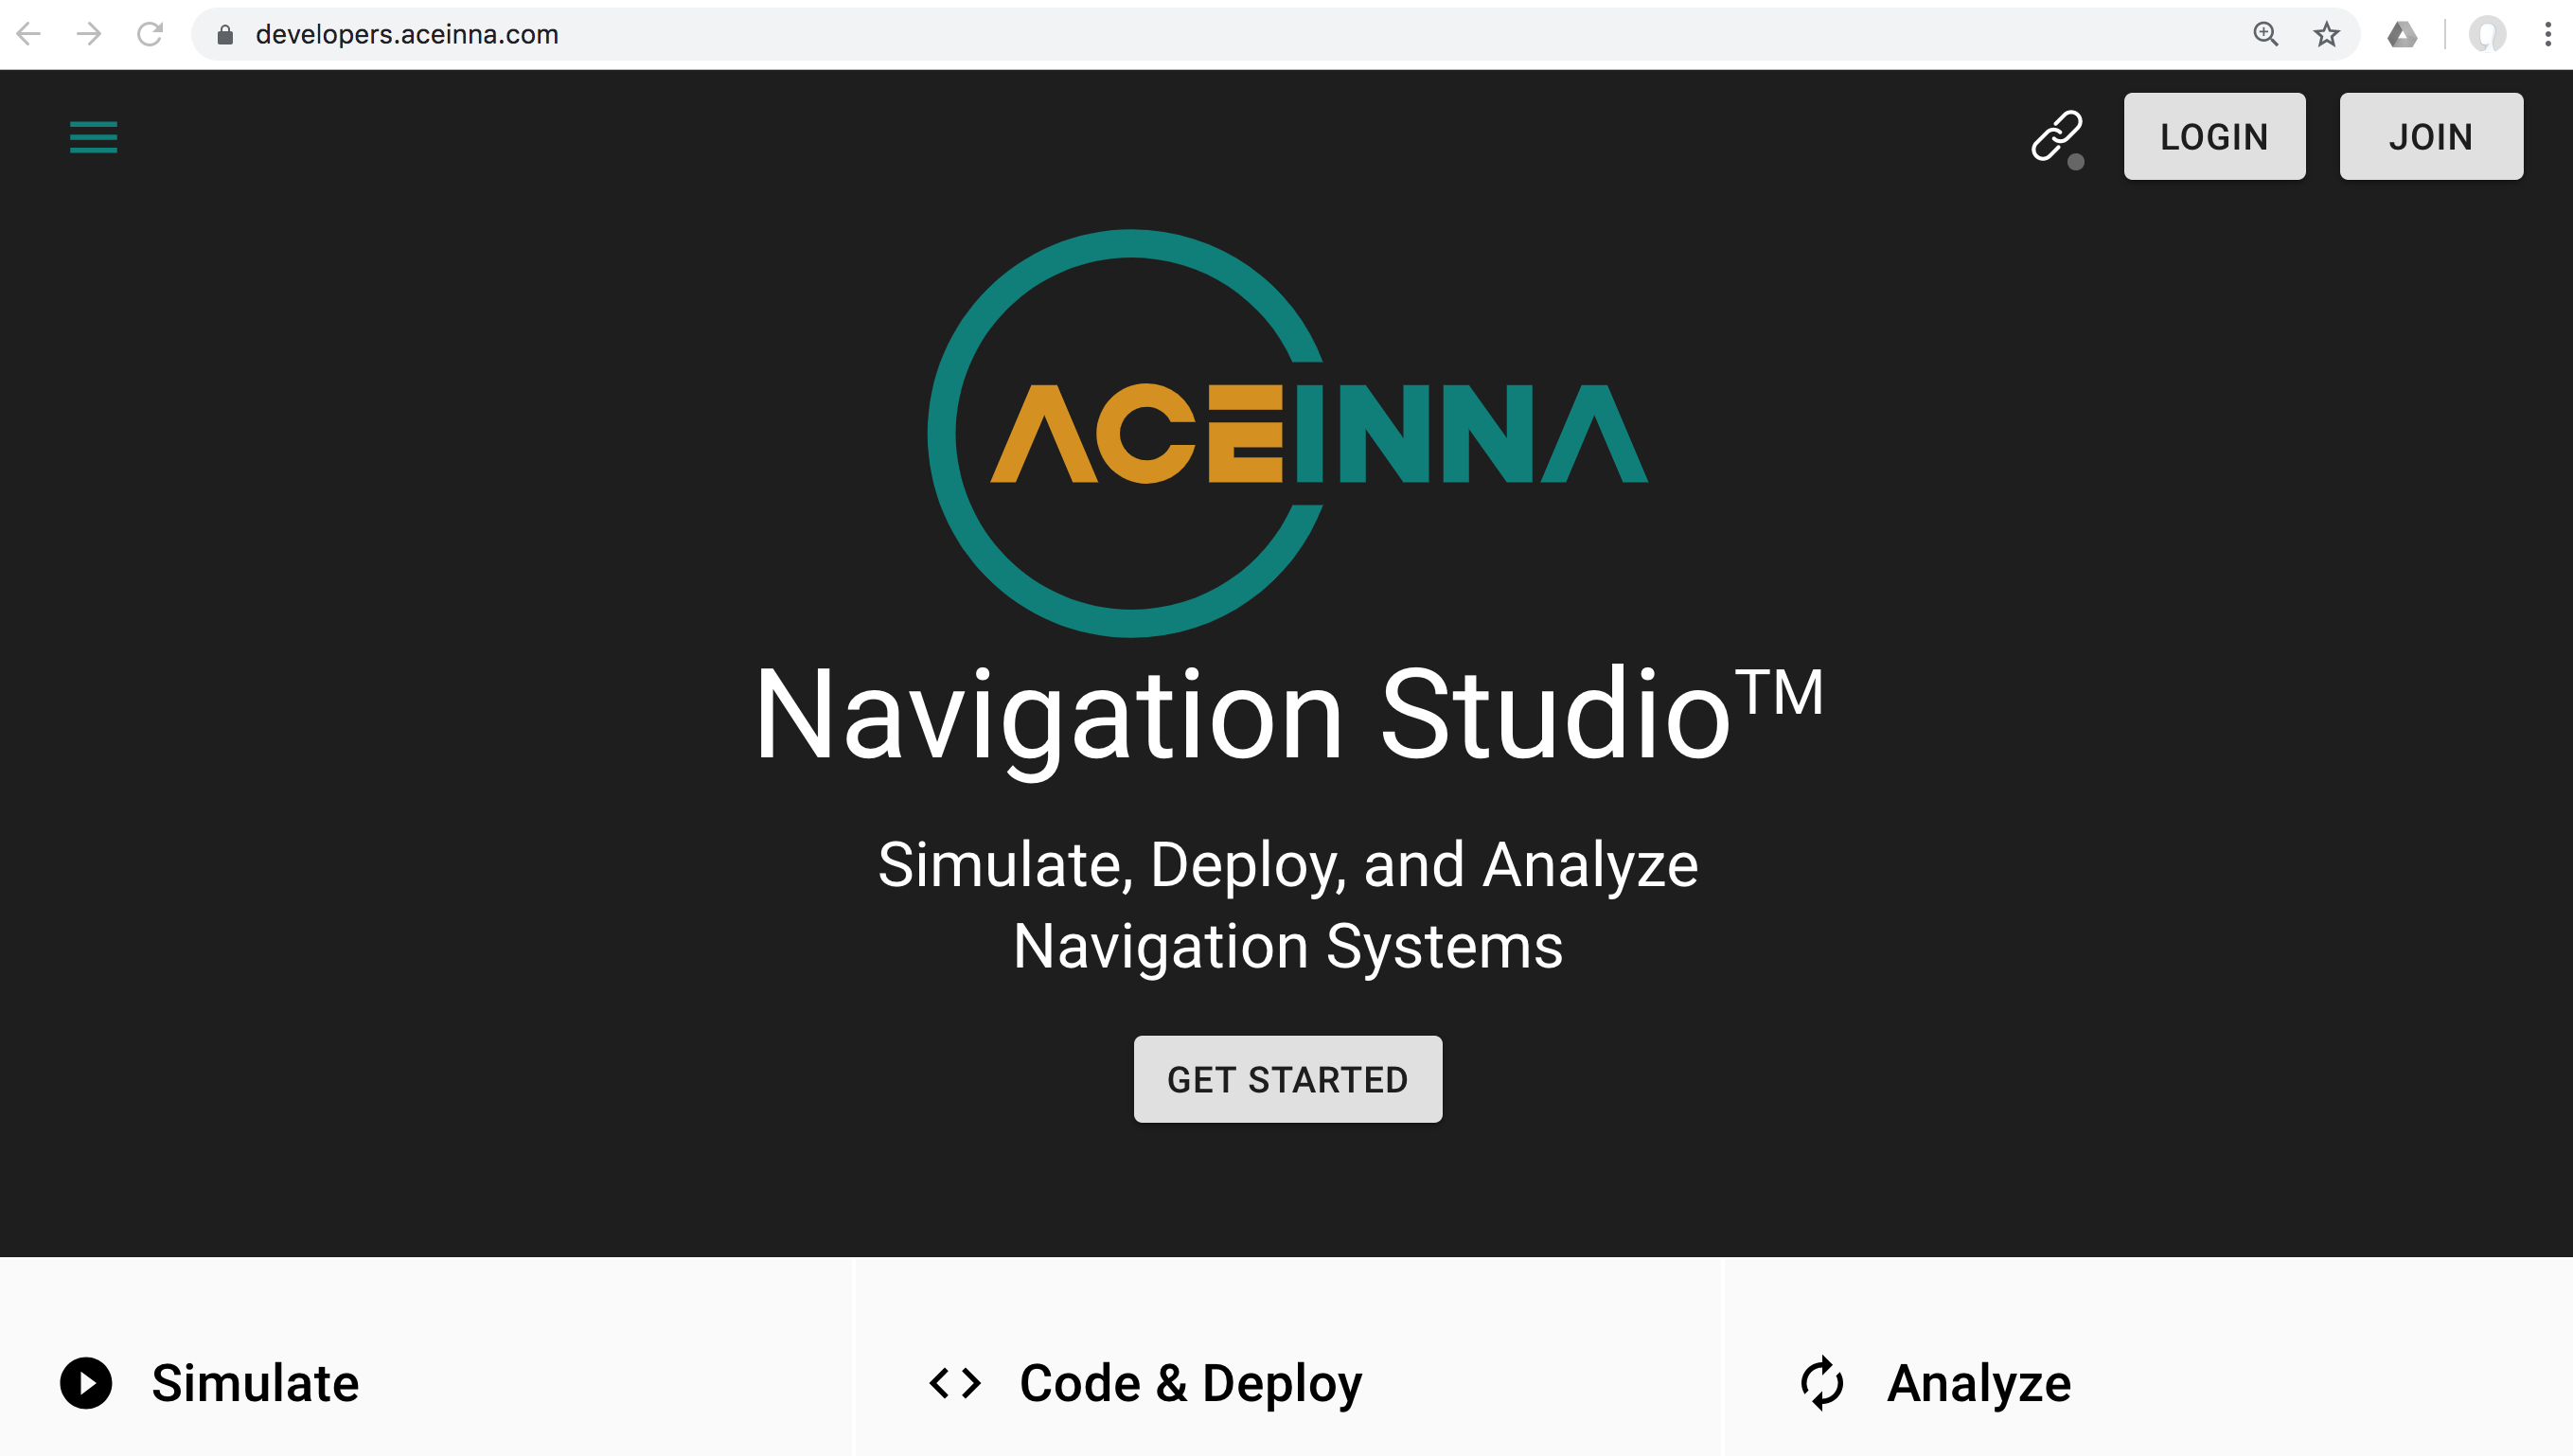 developers.aceinna.com
LOGIN
JOIN
ACEINNA
Navigation Studio™
Simulate, Deploy, and Analyze
Navigation Systems
GET STARTED
Simulate
Code & Deploy
Analyze